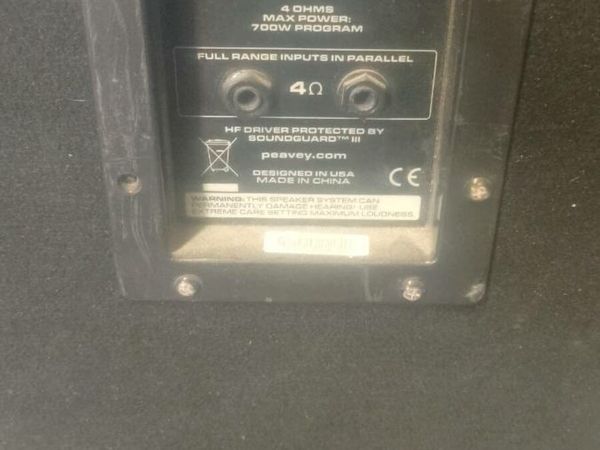 4 OHMS
MAX POWER:
700W PROGRAM
FULL RANGE INPUTS IN PARALLEL
4Ω
HF DRIVER PROTECTED BY
SOUNDGUARD™ III
peavey.com
DESIGNED IN USA
MADE IN CHINA
CE
WARNING: THIS SPEAKER SYSTEM CAN
PERMANENTLY DAMAGE HEARING! USE
EXTREME CARE SETTING MAXIMUM LOUDNESS